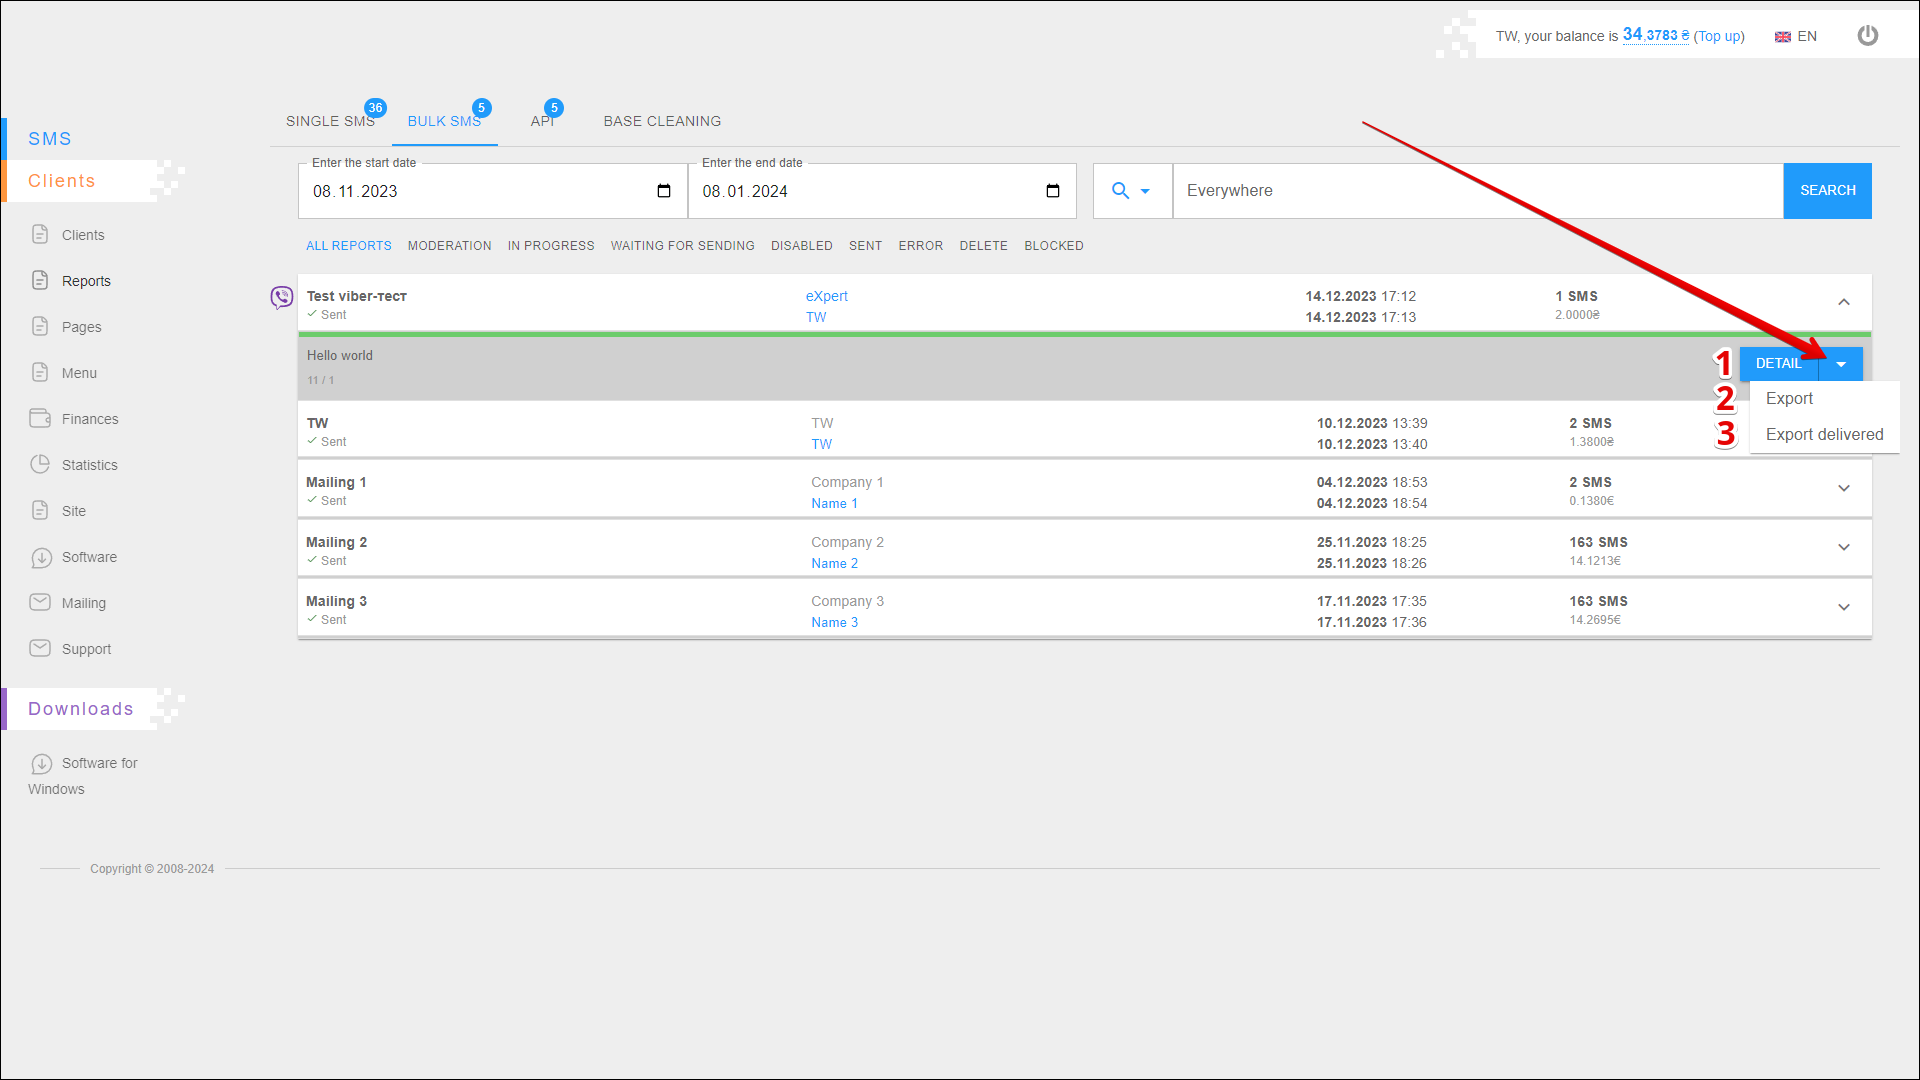 TW, your balance is 34,3783 ₴ (Top up)
EN
SMS
Clients
Clients
Reports
Pages
Menu
Finances
Statistics
Site
Software
Mailing
Support
Downloads
Software for
Windows
SINGLE SMS 36
BULK SMS 5
API 5
BASE CLEANING
Enter the start date
08.11.2023
Enter the end date
08.01.2024
Everywhere
SEARCH
ALL REPORTS MODERATION IN PROGRESS WAITING FOR SENDING DISABLED SENT ERROR DELETE BLOCKED
Test viber-тест eXpert 14.12.2023 17:12 1 SMS
Sent TW 14.12.2023 17:13 2.0000₴
Hello world
11 / 1
1 DETAIL
2 Export
3 Export delivered
TW TW 10.12.2023 13:39 2 SMS
Sent TW 10.12.2023 13:40 1.3800₴
Mailing 1 Company 1 04.12.2023 18:53 2 SMS
Sent Name 1 04.12.2023 18:54 0.1380€
Mailing 2 Company 2 25.11.2023 18:25 163 SMS
Sent Name 2 25.11.2023 18:26 14.1213€
Mailing 3 Company 3 17.11.2023 17:35 163 SMS
Sent Name 3 17.11.2023 17:36 14.2695€
Copyright © 2008-2024